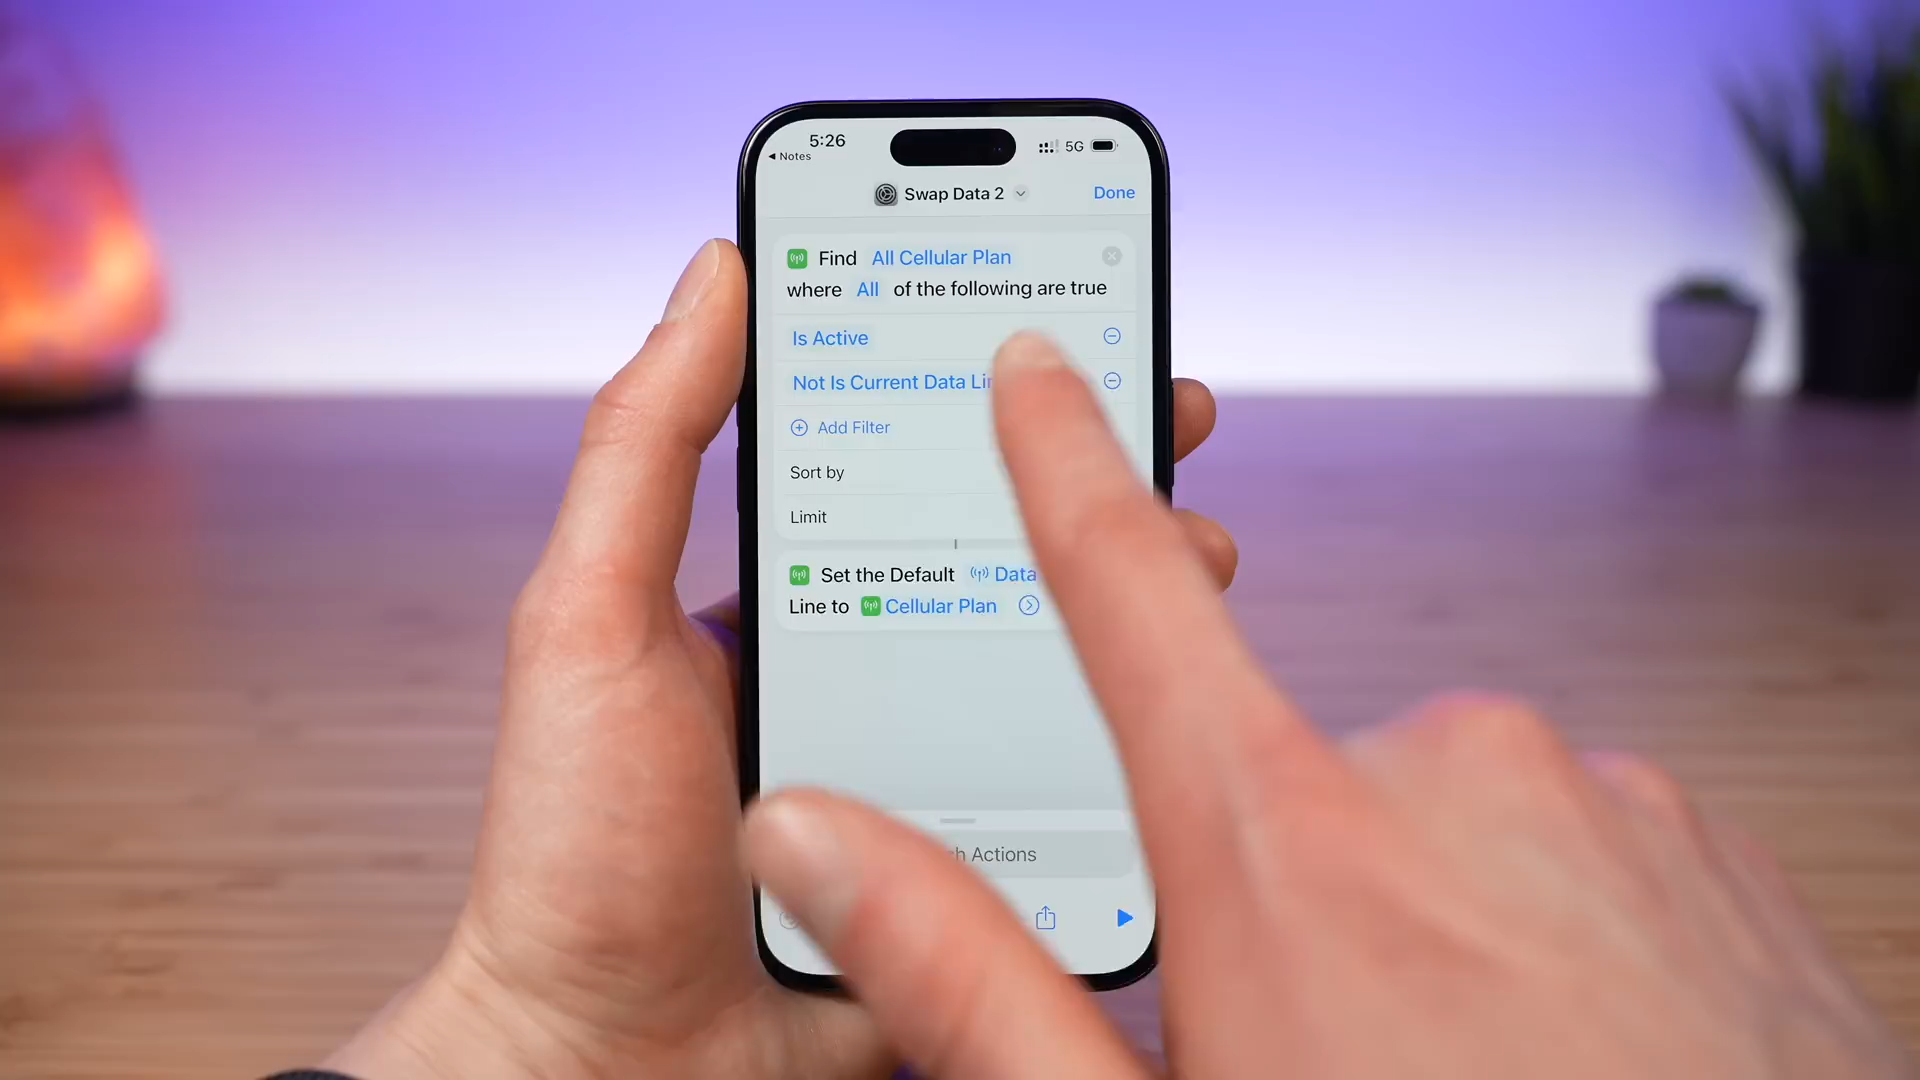 5:26
5G
◀ Notes
Swap Data 2
Done
Find All Cellular Plan
where All of the following are true
Is Active
Not Is Current Data
Add Filter
Sort by
Limit
Set the Default Data
Line to Cellular Plan
Actions